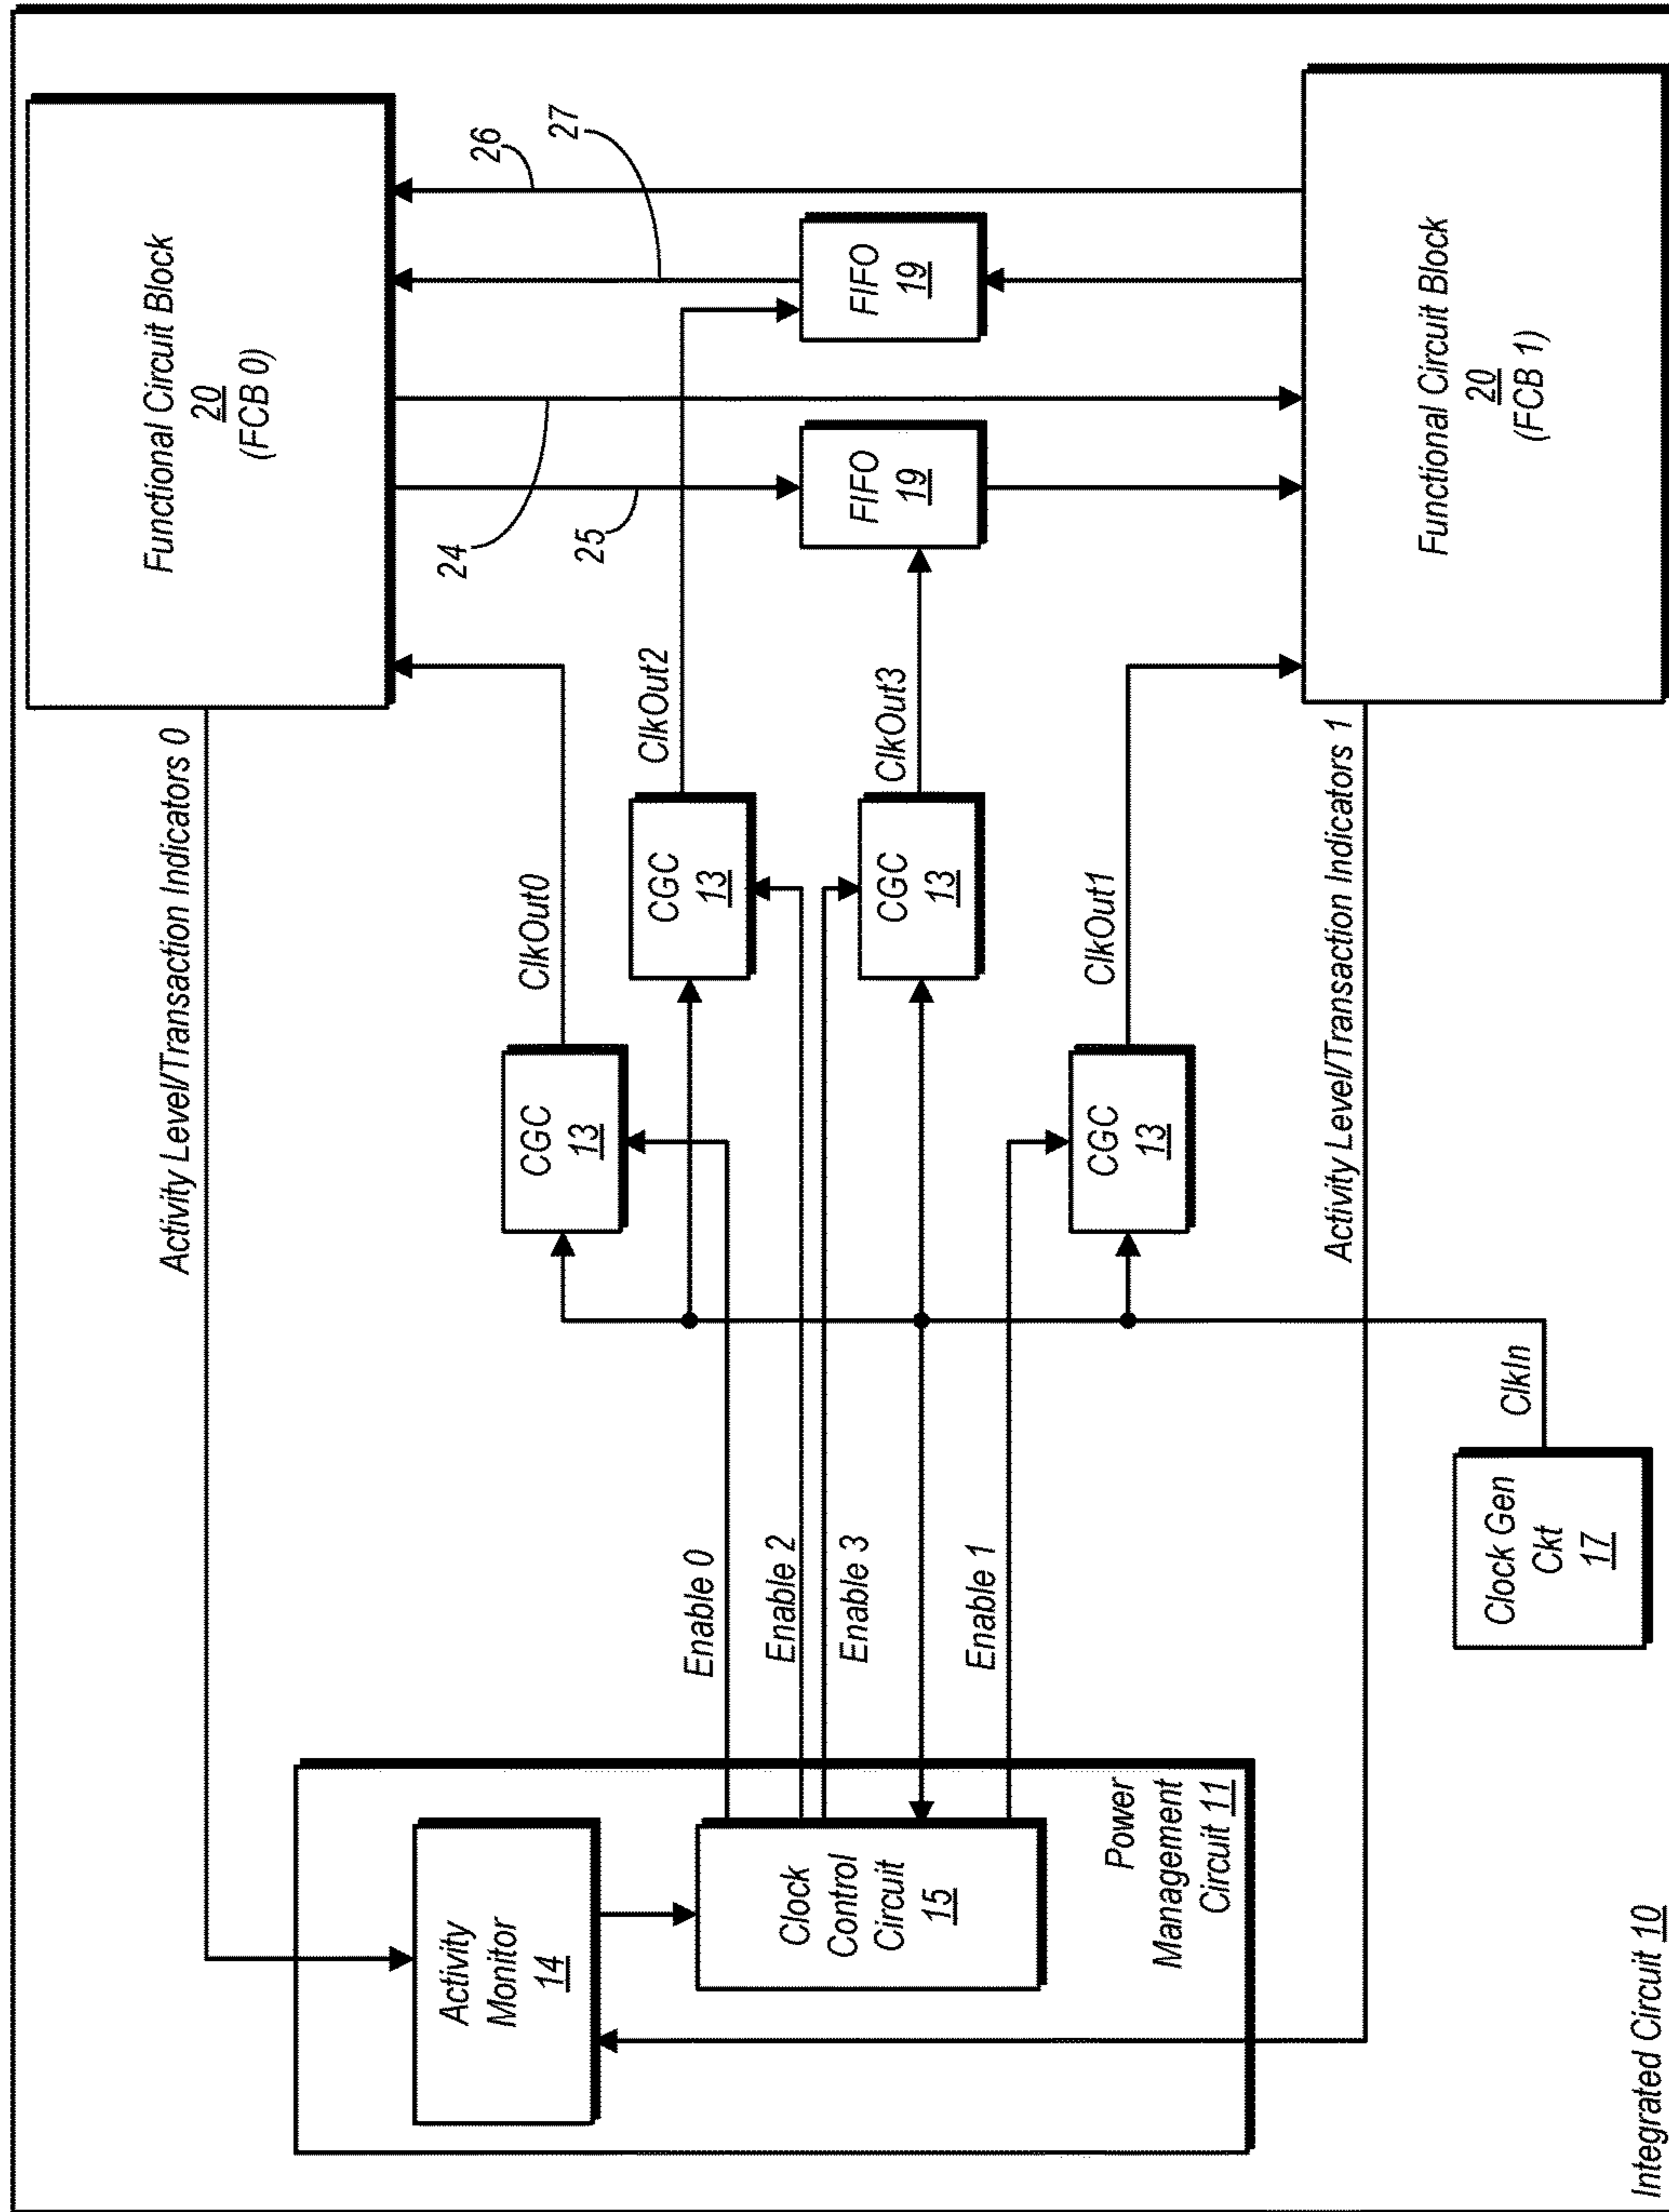 Integrated Circuit 10
Activity
Monitor
14
Clock
Control
Circuit
15
Power
Management
Circuit 11
Clock Gen
Ckt
17
ClkIn
Enable 0
Enable 2
Enable 3
Enable 1
Activity Level/Transaction Indicators 0
CGC
13
ClkOut0
CGC
13
ClkOut2
CGC
13
ClkOut3
CGC
13
ClkOut1
Activity Level/Transaction Indicators 1
Functional Circuit Block
20
(FCB 0)
24
25
26
27
FIFO
19
FIFO
19
Functional Circuit Block
20
(FCB 1)